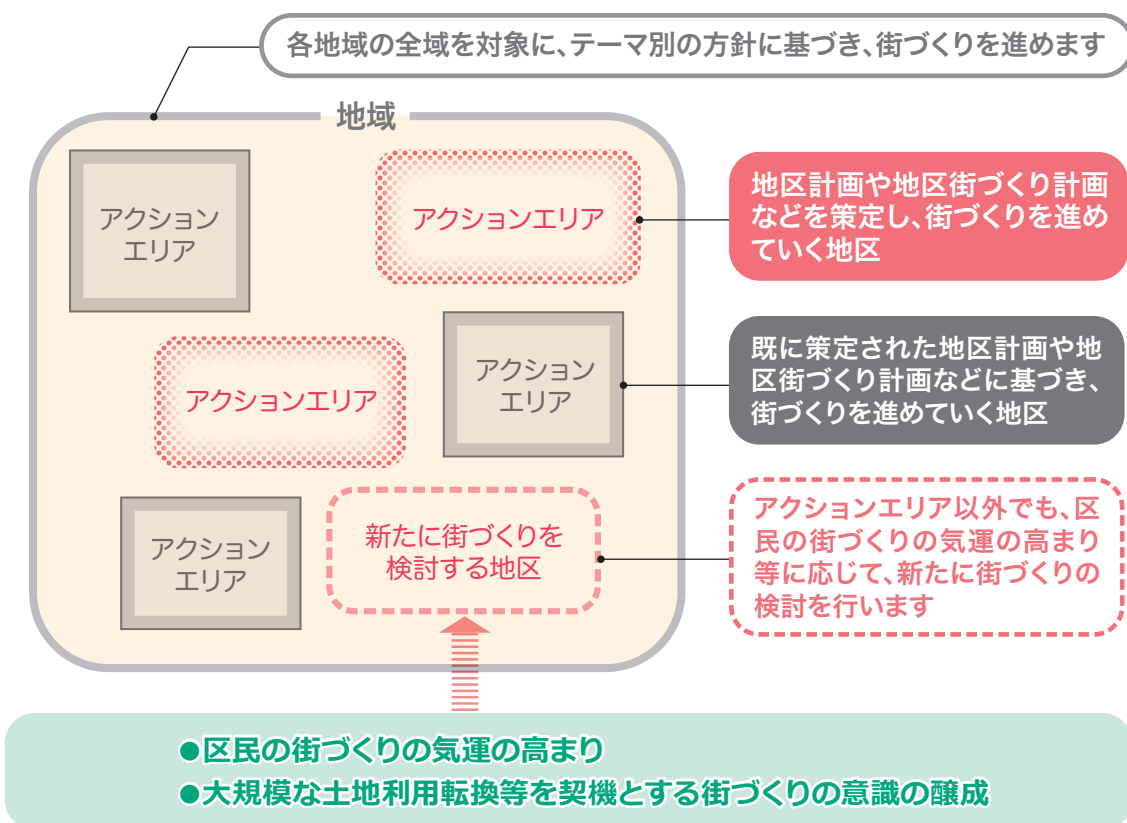 各地域の全域を対象に、テーマ別の方針に基づき、街づくりを進めます
地域
アクション
エリア
アクションエリア
地区計画や地区街づくり計画
などを策定し、街づくりを進め
ていく地区
アクションエリア
アクション
エリア
既に策定された地区計画や地
区街づくり計画などに基づき、
街づくりを進めていく地区
アクション
エリア
新たに街づくりを
検討する地区
アクションエリア以外でも、区
民の街づくりの気運の高まり
等に応じて、新たに街づくりの
検討を行います
●区民の街づくりの気運の高まり
●大規模な土地利用転換等を契機とする街づくりの意識の醸成